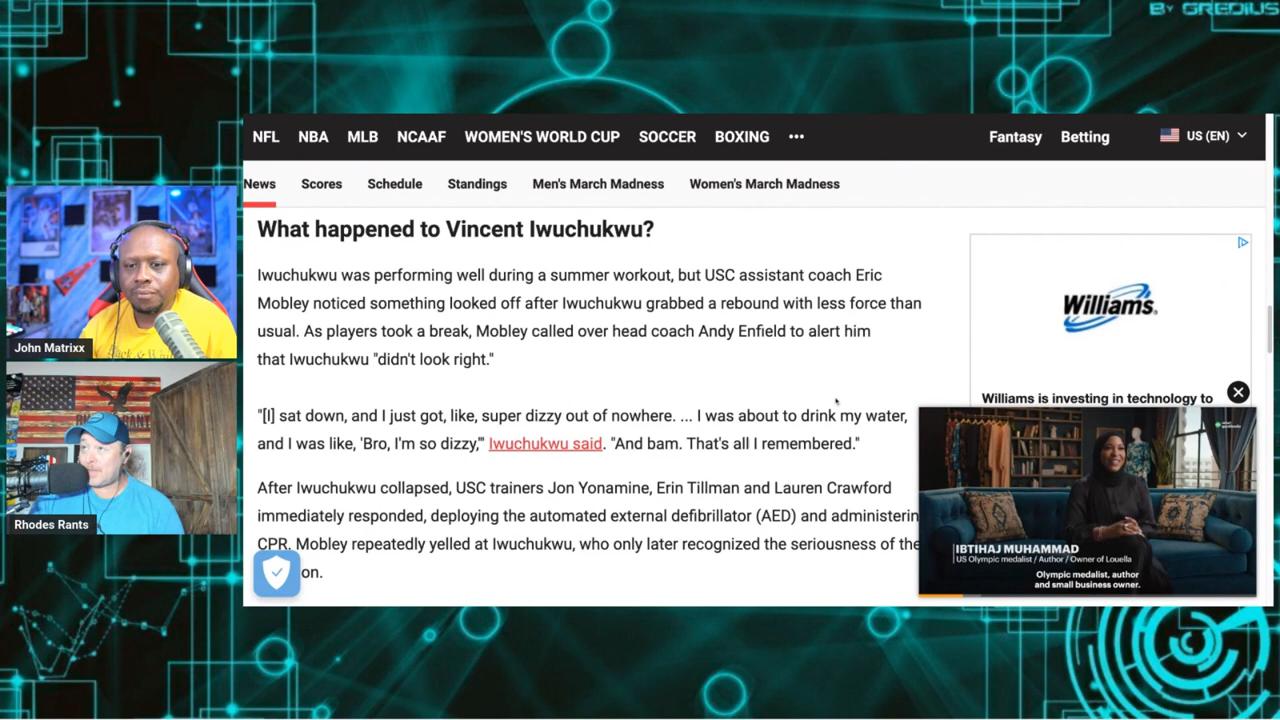 BY GREDIUS
NFL NBA MLB NCAAF WOMEN'S WORLD CUP SOCCER BOXING ••• Fantasy Betting US (EN)
News Scores Schedule Standings Men's March Madness Women's March Madness
What happened to Vincent Iwuchukwu?
Iwuchukwu was performing well during a summer workout, but USC assistant coach Eric
Mobley noticed something looked off after Iwuchukwu grabbed a rebound with less force than
usual. As players took a break, Mobley called over head coach Andy Enfield to alert him
that Iwuchukwu "didn't look right."
"[I] sat down, and I just got, like, super dizzy out of nowhere. ... I was about to drink my water,
and I was like, 'Bro, I'm so dizzy,'" Iwuchukwu said. "And bam. That's all I remembered."
After Iwuchukwu collapsed, USC trainers Jon Yonamine, Erin Tillman and Lauren Crawford
immediately responded, deploying the automated external defibrillator (AED) and administerin
CPR. Mobley repeatedly yelled at Iwuchukwu, who only later recognized the seriousness of the
on.
Williams
Williams is investing in technology to
IBTIHAJ MUHAMMAD
US Olympic medalist / Author / Owner of Louella
Olympic medalist, author
and small business owner.
John Matrixx
Rhodes Rants